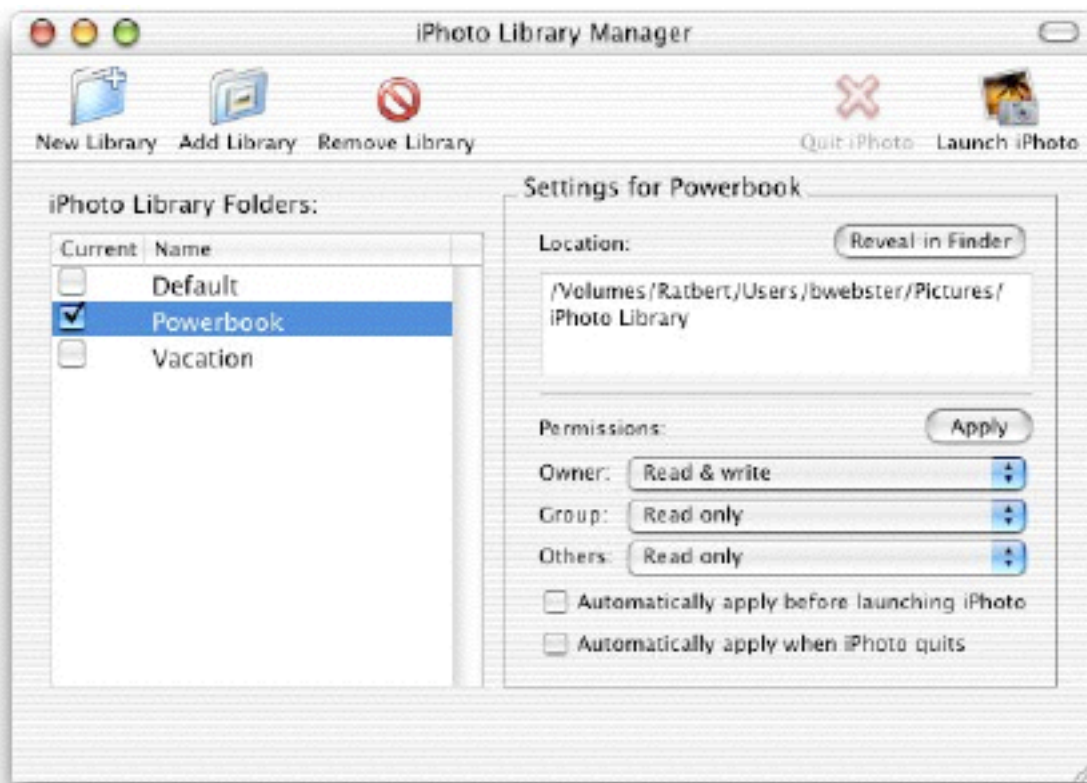 iPhoto Library Manager
New Library Add Library Remove Library Quit iPhoto Launch iPhoto
iPhoto Library Folders:
Current Name
Default
Powerbook
Vacation
Settings for Powerbook
Location: Reveal in Finder
/Volumes/Ratbert/Users/bwebster/Pictures/
iPhoto Library
Permissions: Apply
Owner: Read & write
Group: Read only
Others: Read only
Automatically apply before launching iPhoto
Automatically apply when iPhoto quits